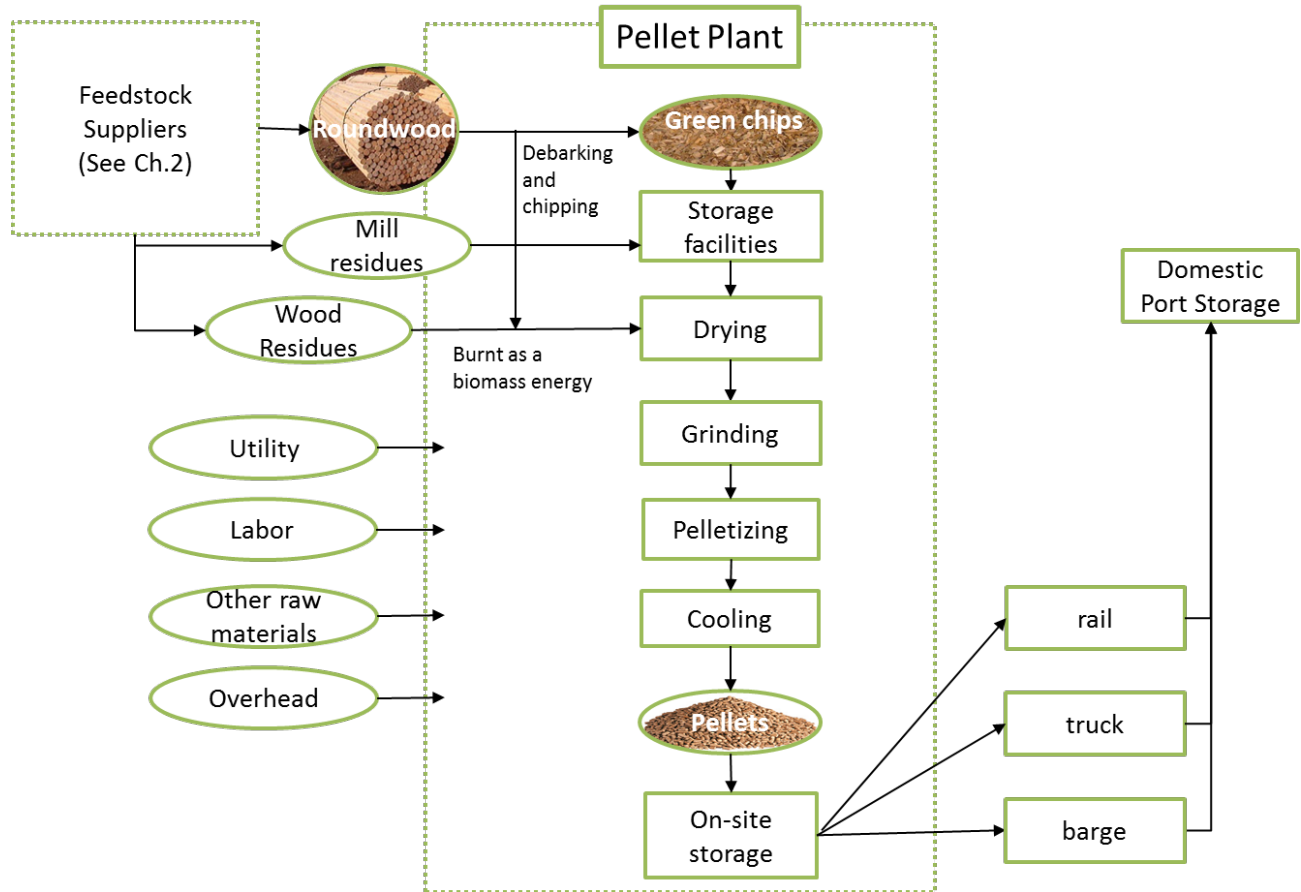 Pellet Plant
Feedstock
Suppliers
(See Ch.2)
Roundwood
Green chips
Debarking
and
chipping
Mill
residues
Storage
facilities
Wood
Residues
Burnt as a
biomass energy
Drying
Domestic
Port Storage
Utility
Grinding
Labor
Pelletizing
Other raw
materials
Cooling
rail
Overhead
Pellets
truck
On-site
storage
barge